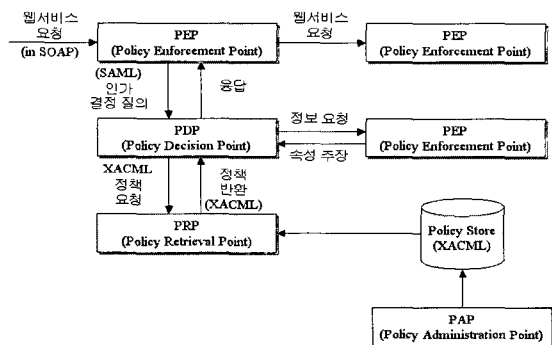 웹서비스
요청
(in SOAP)
PEP
(Policy Enforcement Point)
웹서비스
요청
PEP
(Policy Enforcement Point)
(SAML)
인가
결정 질의
응답
PDP
(Policy Decision Point)
정보 요청
속성 주장
PEP
(Policy Enforcement Point)
XACML
정책
요청
정책
반환
(XACML)
PRP
(Policy Retrieval Point)
Policy Store
(XACML)
PAP
(Policy Administration Point)